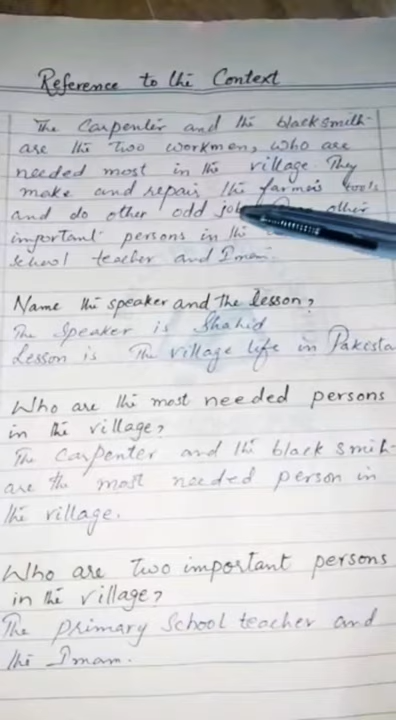 Reference to the Context
The Carpenter and the blacksmith
are the two workmen, who are
needed most in the village. They
make and repair the farmer's tools
and do other odd other
important persons in the
school teacher and Imam.
Name the speaker and the lesson?
The Speaker is Shahid
Lesson is The village life in Pakista
Who are the most needed persons
in the village?
The Carpenter and the black smith
are the most needed person in
the village.
Who are two important persons
in the village?
The primary School teacher and
the Imam.